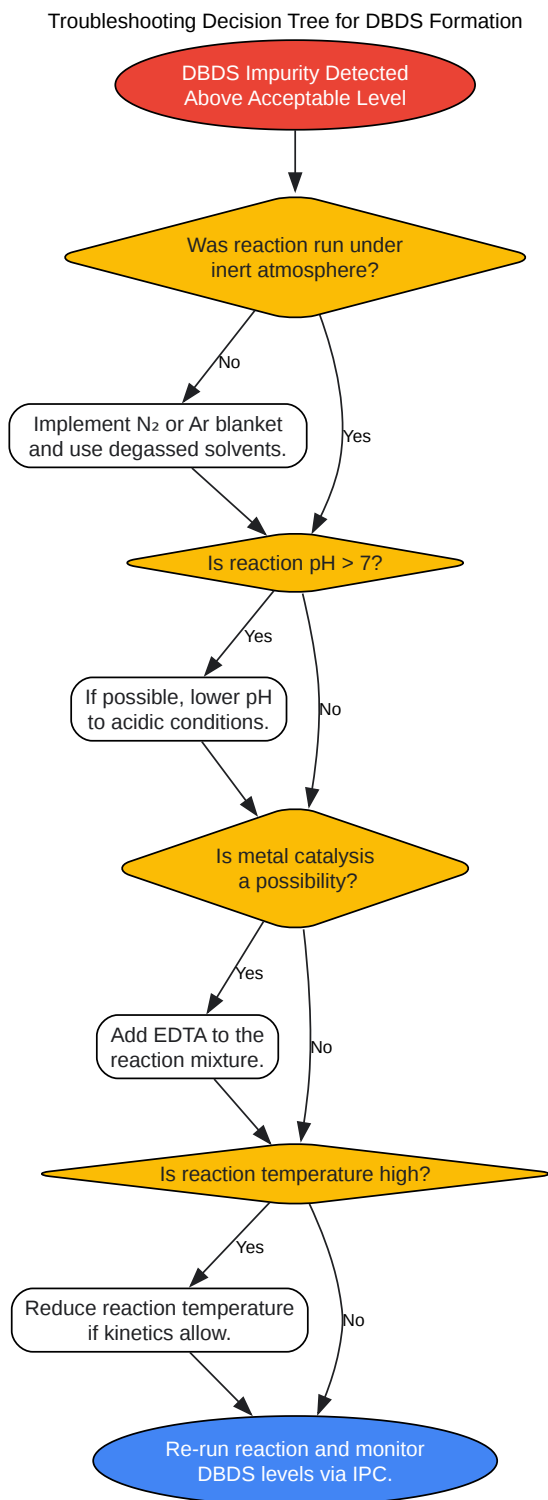 Troubleshooting Decision Tree for DBDS Formation
DBDS Impurity Detected
Above Acceptable Level
Was reaction run under
inert atmosphere?
No
Yes
Implement N₂ or Ar blanket
and use degassed solvents.
Is reaction pH > 7?
Yes
No
If possible, lower pH
to acidic conditions.
Is metal catalysis
a possibility?
Yes
No
Add EDTA to the
reaction mixture.
Is reaction temperature high?
Yes
No
Reduce reaction temperature
if kinetics allow.
Re-run reaction and monitor
DBDS levels via IPC.